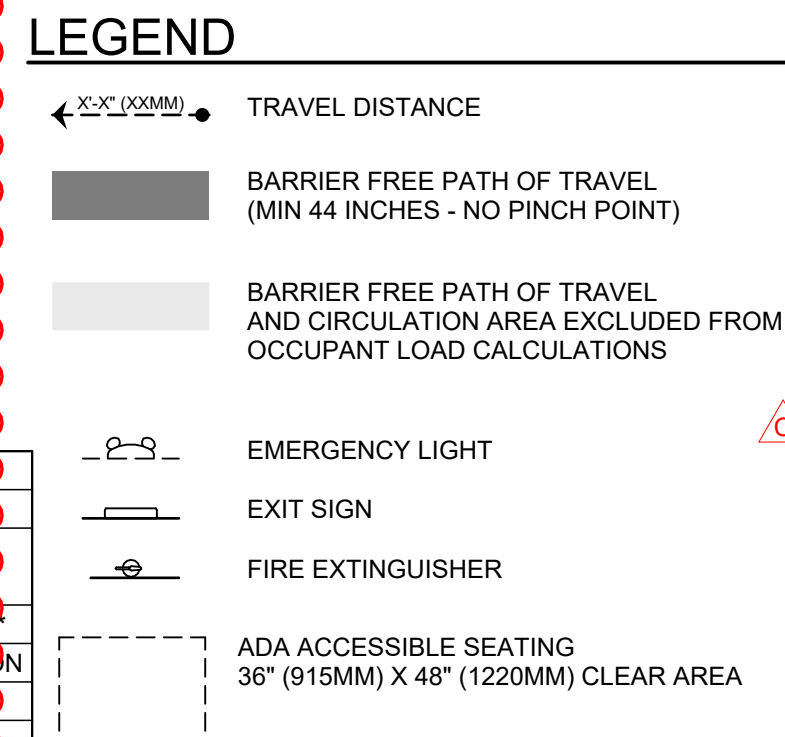 LEGEND
X'-X" (XXMM)
TRAVEL DISTANCE
BARRIER FREE PATH OF TRAVEL
(MIN 44 INCHES - NO PINCH POINT)
BARRIER FREE PATH OF TRAVEL
AND CIRCULATION AREA EXCLUDED FROM
OCCUPANT LOAD CALCULATIONS
EMERGENCY LIGHT
EXIT SIGN
FIRE EXTINGUISHER
*
ADA ACCESSIBLE SEATING
36" (915MM) X 48" (1220MM) CLEAR AREA